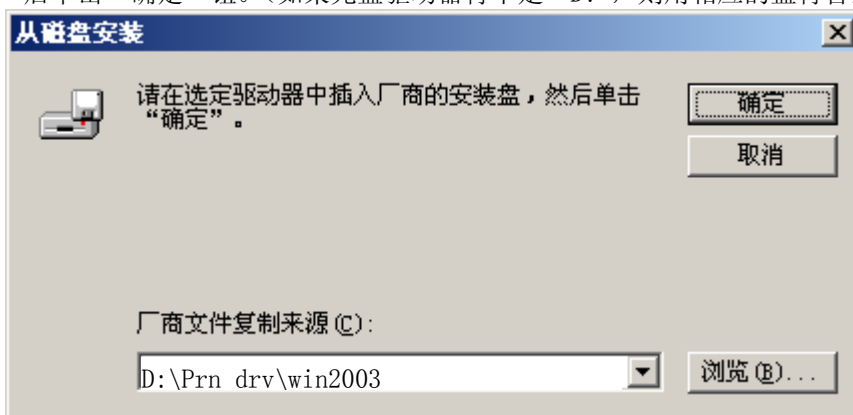 从磁盘安装
请在选定驱动器中插入厂商的安装盘，然后单击
“确定”。
确定
取消
厂商文件复制来源(C):
D:\Prn drv\win2003
浏览(B)...